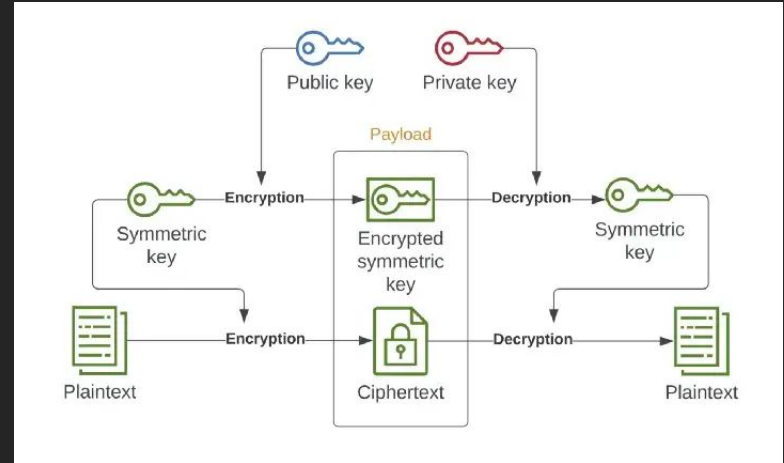 Public key
Private key
Payload
Encryption
Decryption
Symmetric
key
Encrypted
symmetric
key
Symmetric
key
Encryption
Decryption
Plaintext
Ciphertext
Plaintext